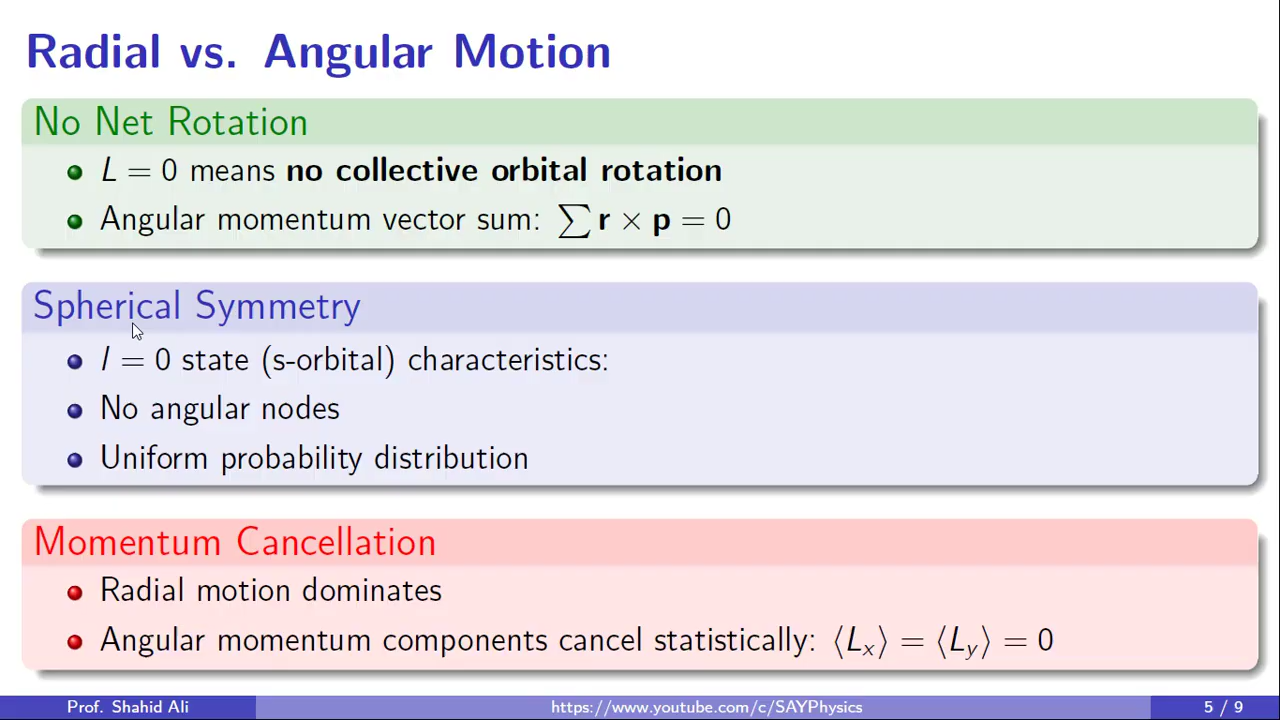 Radial vs. Angular Motion
No Net Rotation
L = 0 means no collective orbital rotation
Angular momentum vector sum: ∑ r × p = 0
Spherical Symmetry
l = 0 state (s-orbital) characteristics:
No angular nodes
Uniform probability distribution
Momentum Cancellation
Radial motion dominates
Angular momentum components cancel statistically: ⟨Lₓ⟩ = ⟨L_y⟩ = 0
Prof. Shahid Ali https://www.youtube.com/c/SAYPhysics 5 / 9